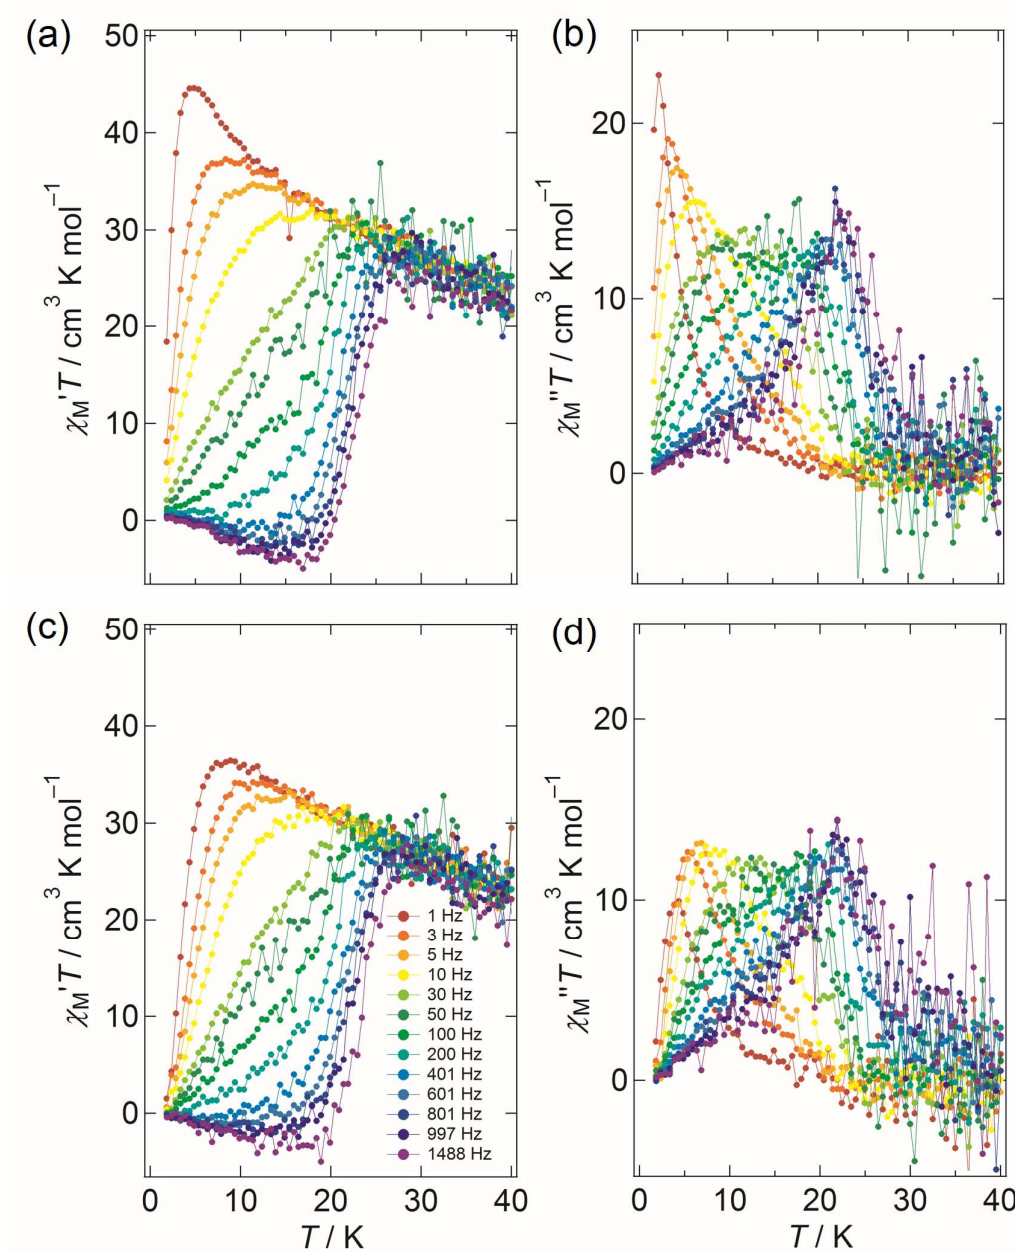 (a)
50
40
30
20
10
0
χM'T / cm³ K mol⁻¹
(b)
20
10
0
χM''T / cm³ K mol⁻¹
(c)
50
40
30
20
10
0
χM'T / cm³ K mol⁻¹
1 Hz
3 Hz
5 Hz
10 Hz
30 Hz
50 Hz
100 Hz
200 Hz
401 Hz
601 Hz
801 Hz
997 Hz
1488 Hz
0 10 20 30 40
T / K
(d)
20
10
0
χM''T / cm³ K mol⁻¹
0 10 20 30 40
T / K